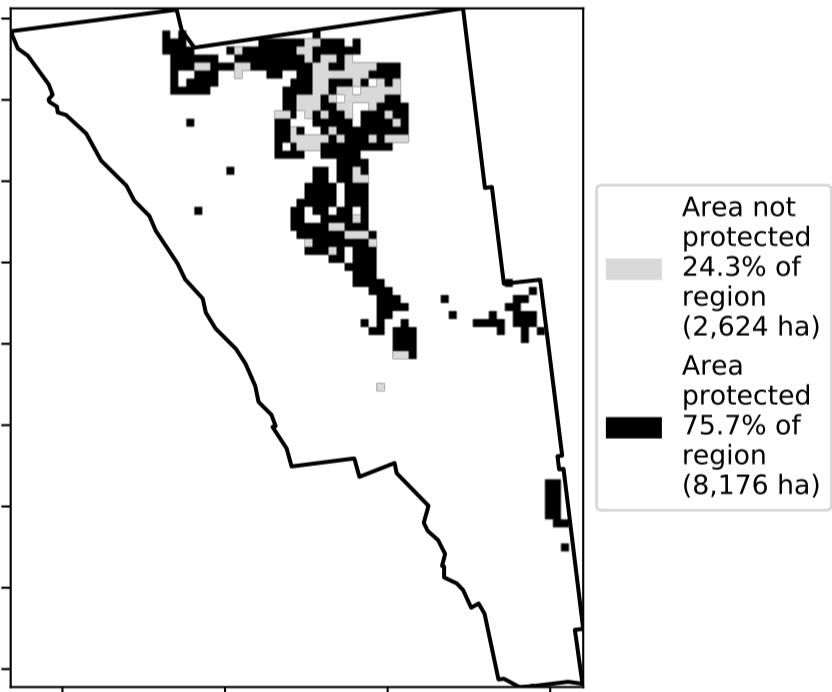 Area not
protected
24.3% of
region
(2,624 ha)
Area
protected
75.7% of
region
(8,176 ha)